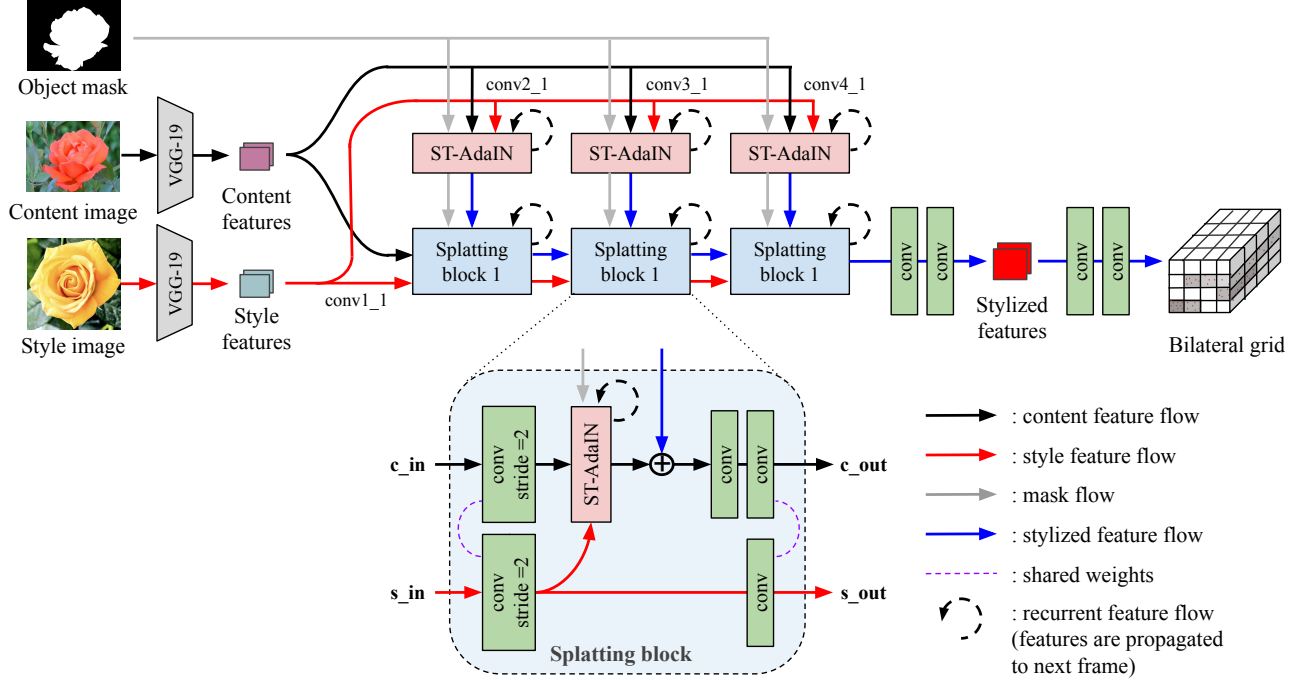 Object mask
conv2_1
conv3_1
conv4_1
VGG-19
ST-AdaIN
ST-AdaIN
ST-AdaIN
Content image
Content
features
VGG-19
Splatting
block 1
Splatting
block 1
Splatting
block 1
conv
conv
conv
conv
conv1_1
Style image
Style
features
Stylized
features
Bilateral grid
c_in
conv
stride =2
ST-AdaIN
conv
conv
c_out
s_in
conv
stride =2
conv
s_out
Splatting block
: content feature flow
: style feature flow
: mask flow
: stylized feature flow
: shared weights
: recurrent feature flow
(features are propagated
to next frame)